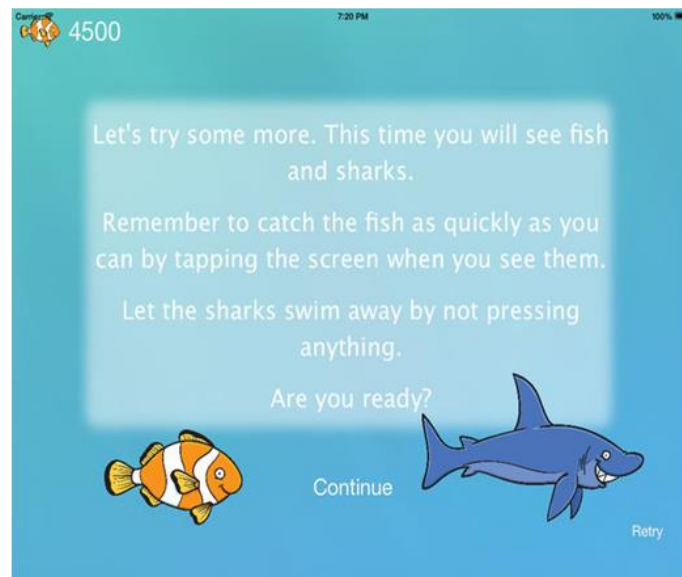 Carrier 7:20 PM 100%
4500
Let's try some more. This time you will see fish
and sharks.
Remember to catch the fish as quickly as you
can by tapping the screen when you see them.
Let the sharks swim away by not pressing
anything.
Are you ready?
Continue
Retry